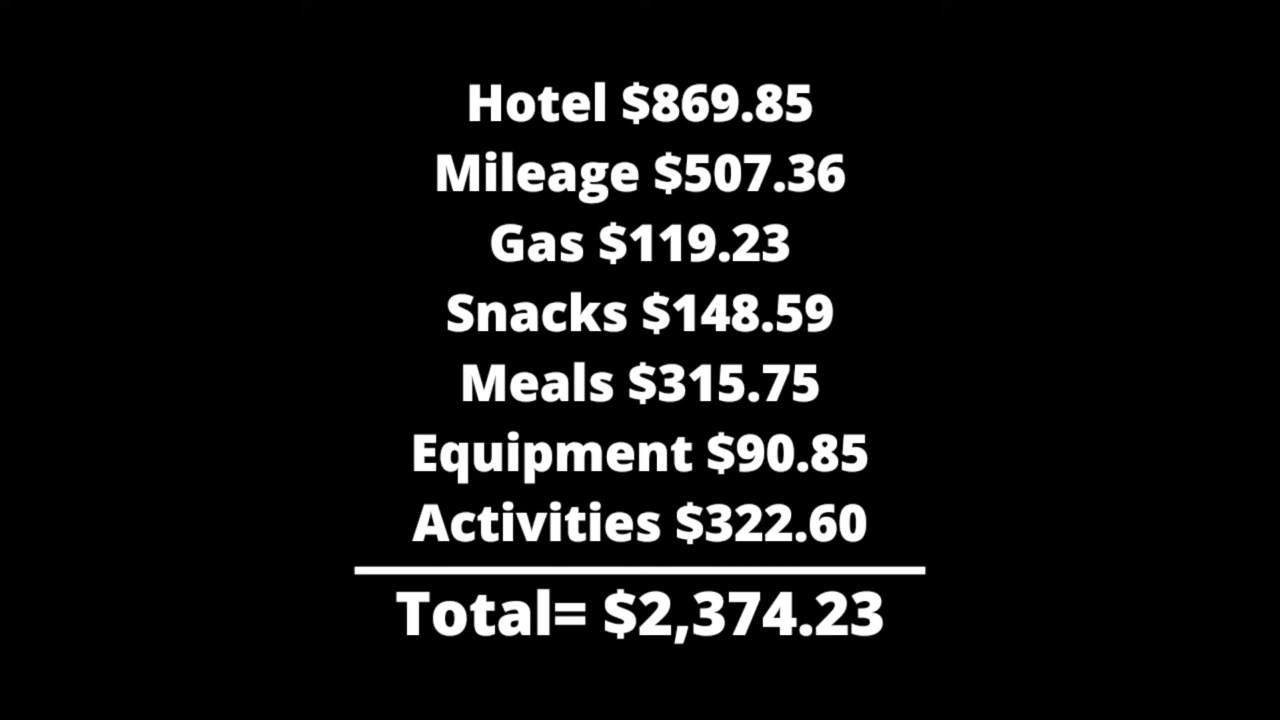 Hotel $869.85
Mileage $507.36
Gas $119.23
Snacks $148.59
Meals $315.75
Equipment $90.85
Activities $322.60
Total= $2,374.23